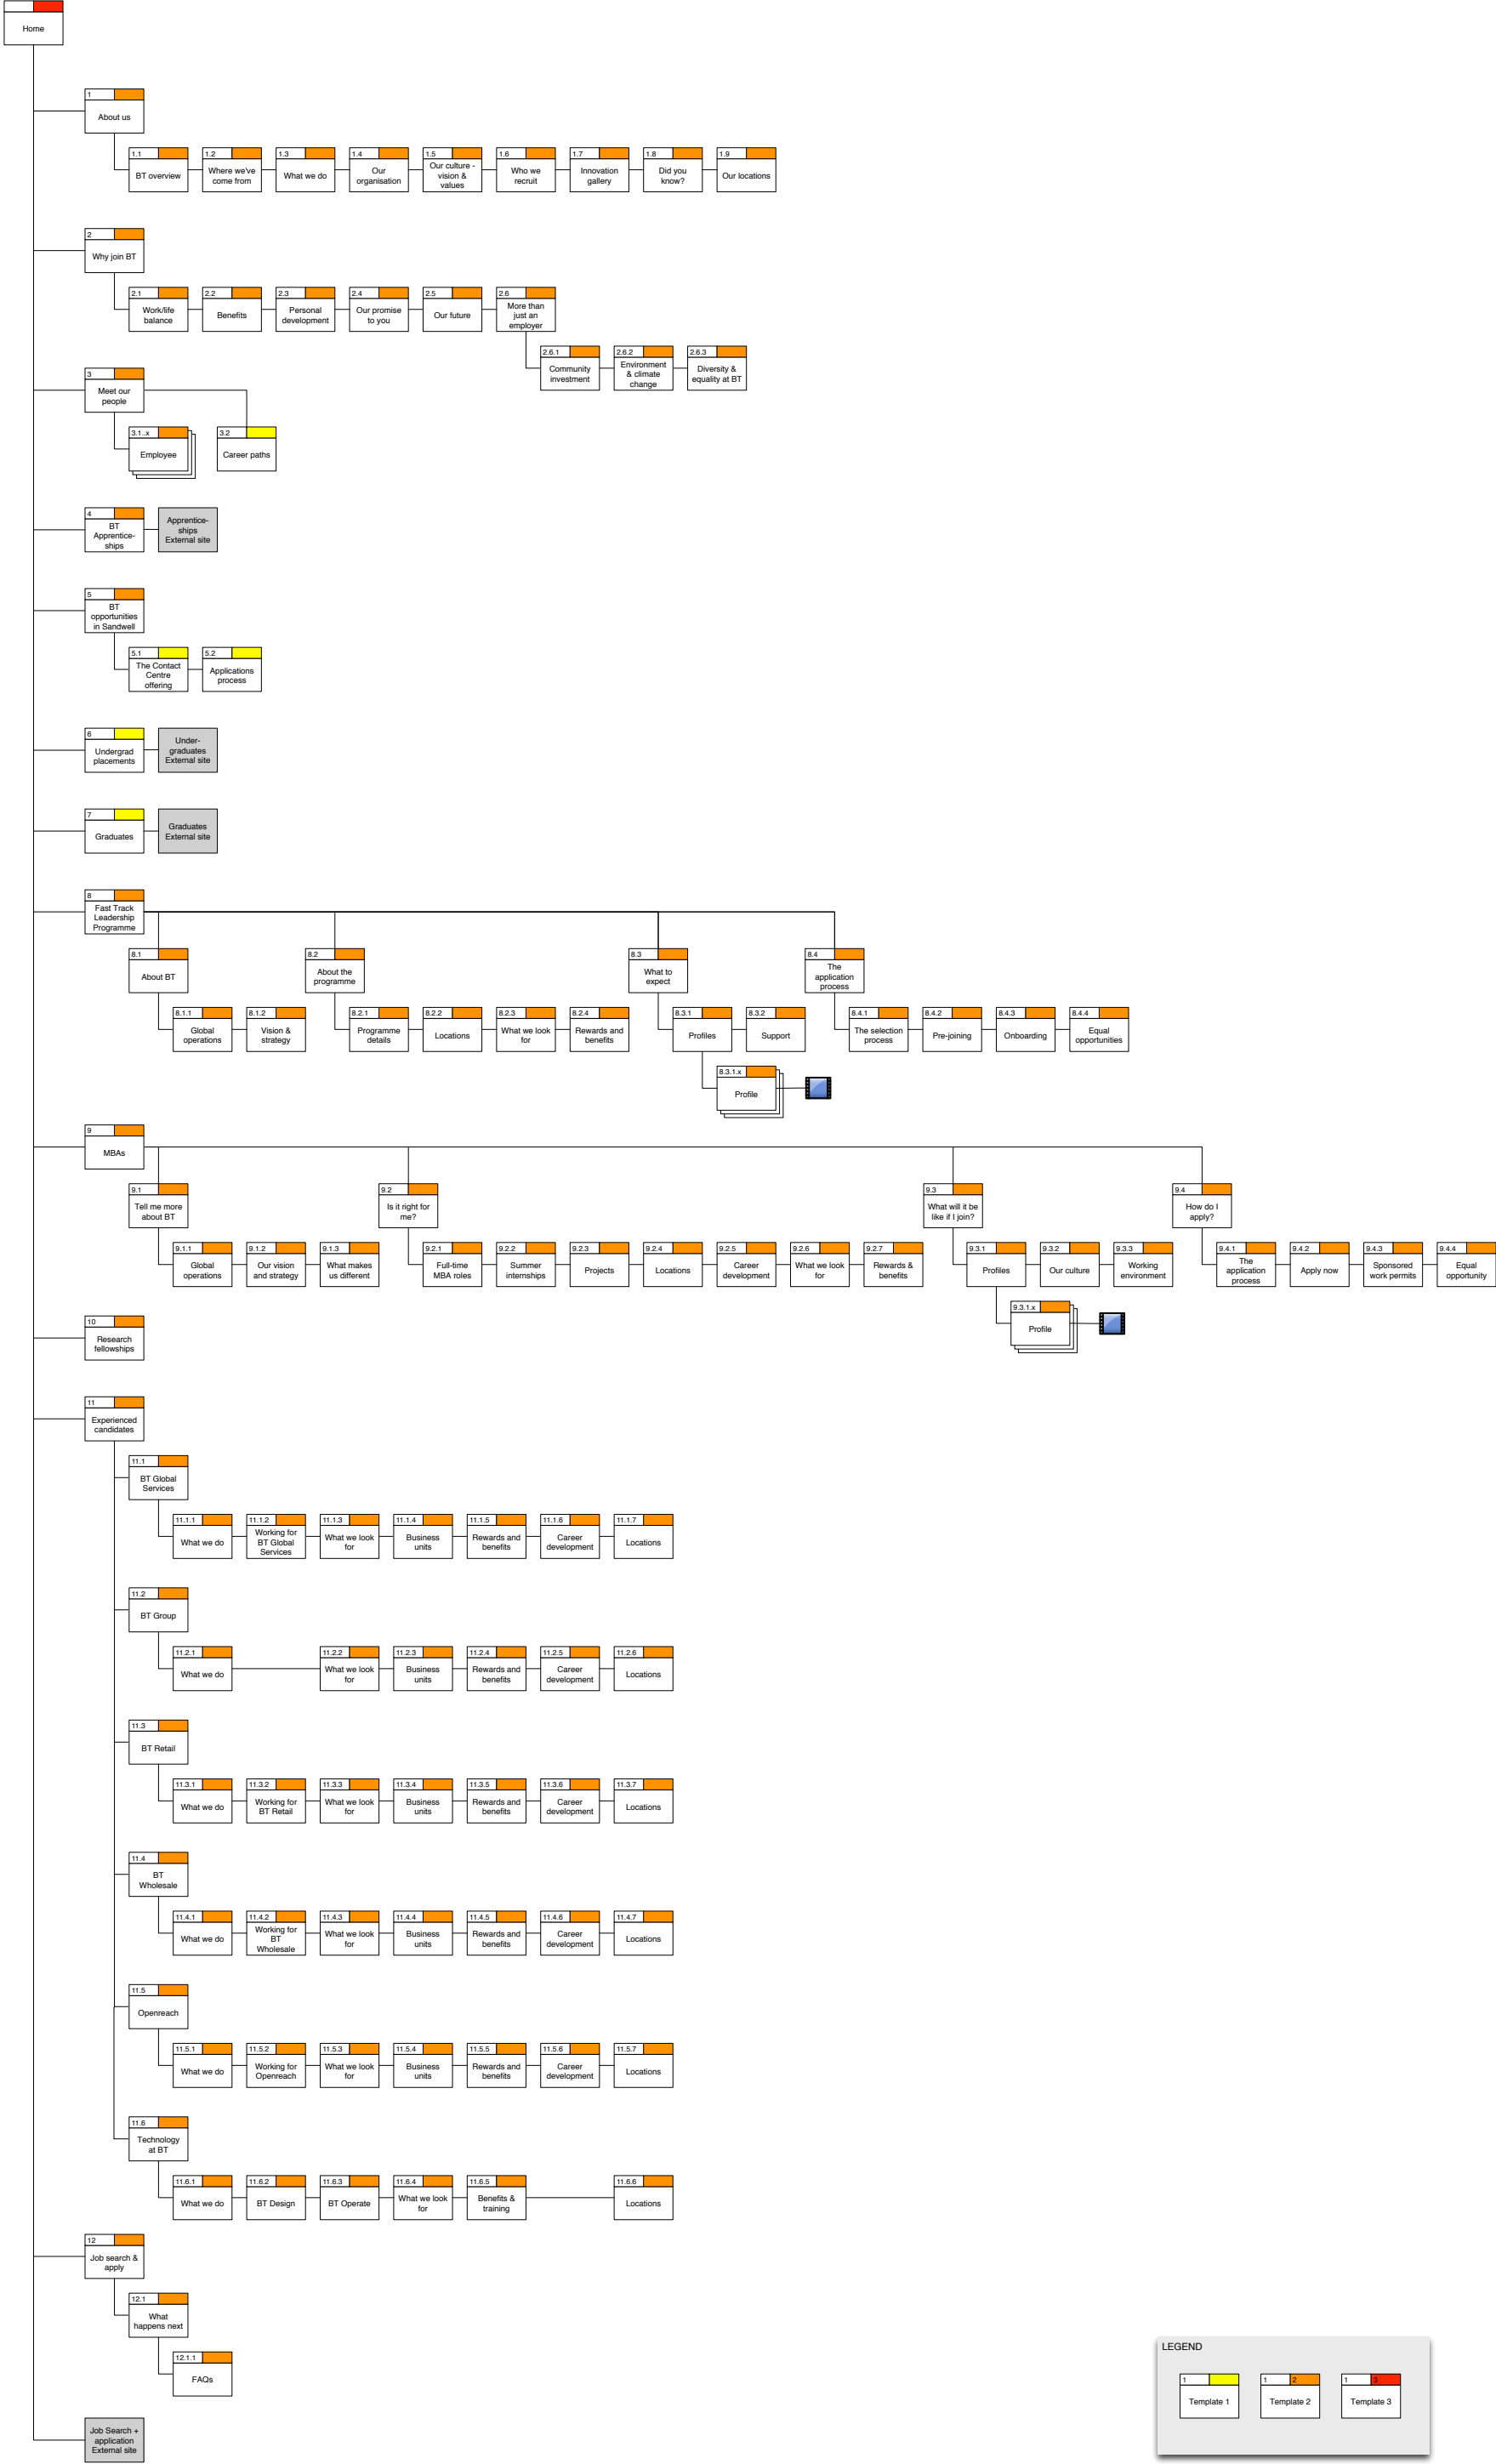 Home
1
About us
1.1
BT overview
1.2
Where we've
come from
1.3
What we do
1.4
Our
organisation
1.5
Our culture -
vision &
values
1.6
Who we
recruit
1.7
Innovation
gallery
1.8
Did you
know?
1.9
Our locations
2
Why join BT
2.1
Work/life
balance
2.2
Benefits
2.3
Personal
development
2.4
Our promise
to you
2.5
Our future
2.6
More than
just an
employer
2.6.1
Community
investment
2.6.2
Environment
& climate
change
2.6.3
Diversity &
equality at BT
3
Meet our
people
3.1..x
Employee
3.2
Career paths
4
BT
Apprentice-
ships
Apprentice-
ships
External site
5
BT
opportunities
in Sandwell
5.1
The Contact
Centre
offering
5.2
Applications
process
6
Undergrad
placements
Under-
graduates
External site
7
Graduates
Graduates
External site
8
Fast Track
Leadership
Programme
8.1
About BT
8.2
About the
programme
8.3
What to
expect
8.4
The
application
process
8.1.1
Global
operations
8.1.2
Vision &
strategy
8.2.1
Programme
details
8.2.2
Locations
8.2.3
What we look
for
8.2.4
Rewards and
benefits
8.3.1
Profiles
8.3.2
Support
8.4.1
The selection
process
8.4.2
Pre-joining
8.4.3
Onboarding
8.4.4
Equal
opportunities
8.3.1.x
Profile
9
MBAs
9.1
Tell me more
about BT
9.2
Is it right for
me?
9.3
What will it be
like if I join?
9.4
How do I
apply?
9.1.1
Global
operations
9.1.2
Our vision
and strategy
9.1.3
What makes
us different
9.2.1
Full-time
MBA roles
9.2.2
Summer
internships
9.2.3
Projects
9.2.4
Locations
9.2.5
Career
development
9.2.6
What we look
for
9.2.7
Rewards &
benefits
9.3.1
Profiles
9.3.2
Our culture
9.3.3
Working
environment
9.4.1
The
application
process
9.4.2
Apply now
9.4.3
Sponsored
work permits
9.4.4
Equal
opportunity
9.3.1.x
Profile
10
Research
fellowships
11
Experienced
candidates
11.1
BT Global
Services
11.1.1
What we do
11.1.2
Working for
BT Global
Services
11.1.3
What we look
for
11.1.4
Business
units
11.1.5
Rewards and
benefits
11.1.6
Career
development
11.1.7
Locations
11.2
BT Group
11.2.1
What we do
11.2.2
What we look
for
11.2.3
Business
units
11.2.4
Rewards and
benefits
11.2.5
Career
development
11.2.6
Locations
11.3
BT Retail
11.3.1
What we do
11.3.2
Working for
BT Retail
11.3.3
What we look
for
11.3.4
Business
units
11.3.5
Rewards and
benefits
11.3.6
Career
development
11.3.7
Locations
11.4
BT
Wholesale
11.4.1
What we do
11.4.2
Working for
BT
Wholesale
11.4.3
What we look
for
11.4.4
Business
units
11.4.5
Rewards and
benefits
11.4.6
Career
development
11.4.7
Locations
11.5
Openreach
11.5.1
What we do
11.5.2
Working for
Openreach
11.5.3
What we look
for
11.5.4
Business
units
11.5.5
Rewards and
benefits
11.5.6
Career
development
11.5.7
Locations
11.6
Technology
at BT
11.6.1
What we do
11.6.2
BT Design
11.6.3
BT Operate
11.6.4
What we look
for
11.6.5
Benefits &
training
11.6.6
Locations
12
Job search &
apply
12.1
What
happens next
12.1.1
FAQs
Job Search +
application
External site
LEGEND
1
Template 1
1
2
Template 2
1
3
Template 3